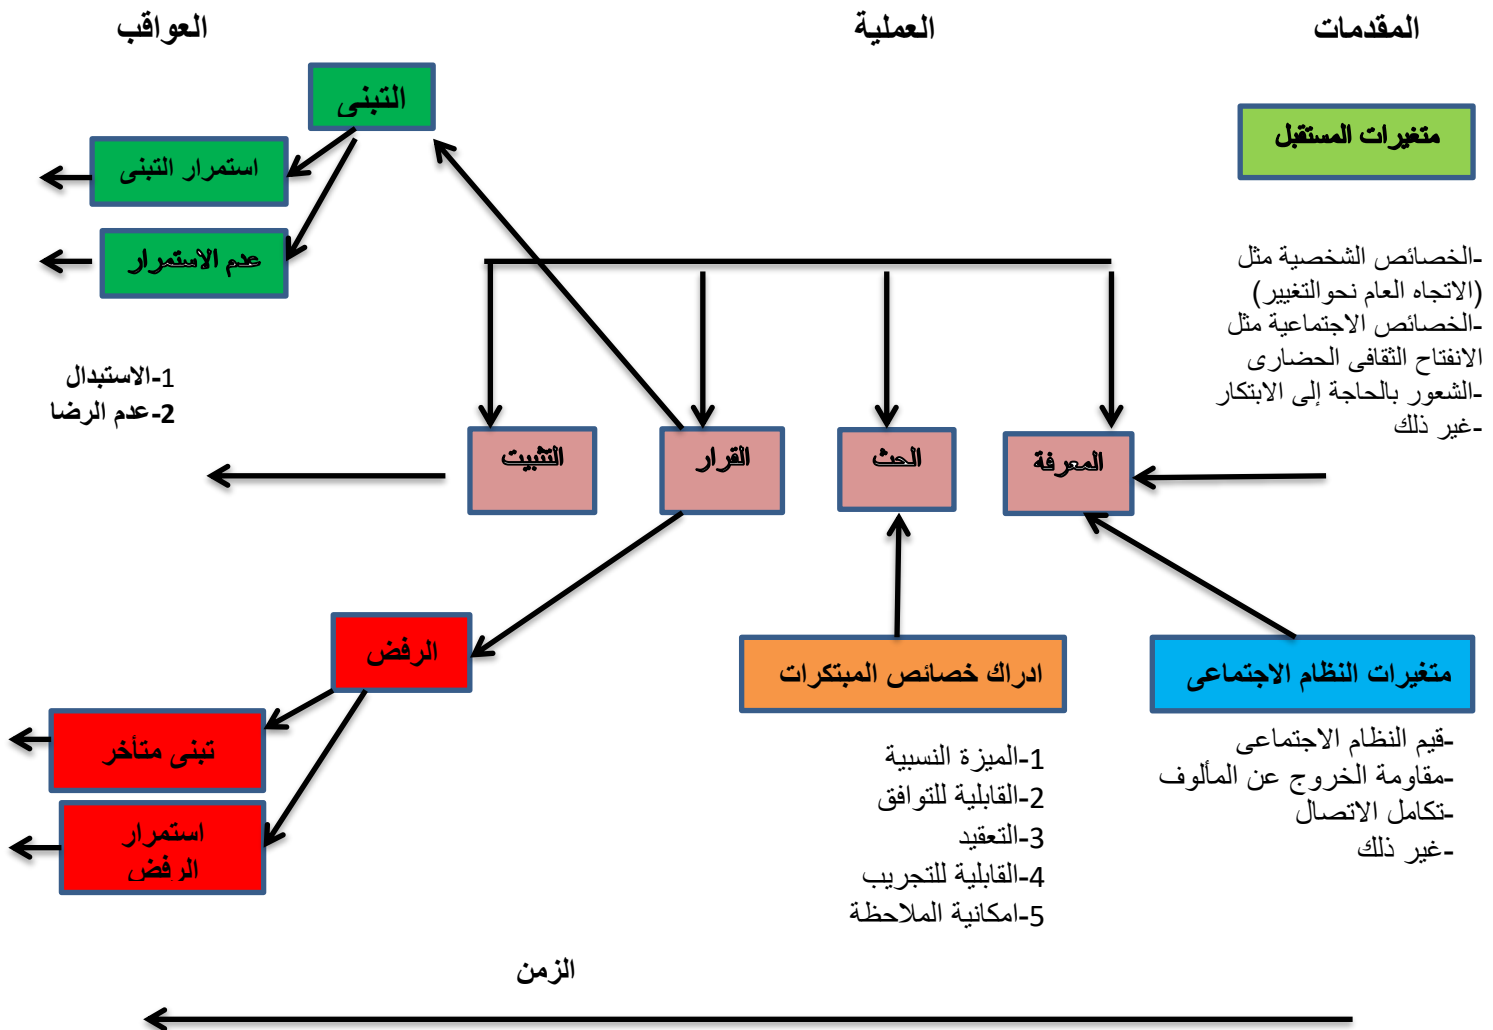 المقدمات
العملية
العواقب
متغيرات المستقبل
-الخصائص الشخصية مثل
(الاتجاه العام نحوالتغيير)
-الخصائص الاجتماعية مثل
الانفتاح الثقافى الحضارى
-الشعور بالحاجة إلى الابتكار
-غير ذلك
التبنى
استمرار التبنى
عدم الاستمرار
1-الاستبدال
2-عدم الرضا
المعرفة
الحث
القرار
التثبيت
متغيرات النظام الاجتماعى
-قيم النظام الاجتماعى
-مقاومة الخروج عن المألوف
-تكامل الاتصال
-غير ذلك
ادراك خصائص المبتكرات
1-الميزة النسبية
2-القابلية للتوافق
3-التعقيد
4-القابلية للتجريب
5-امكانية الملاحظة
الرفض
تبنى متأخر
استمرار
الرفض
الزمن